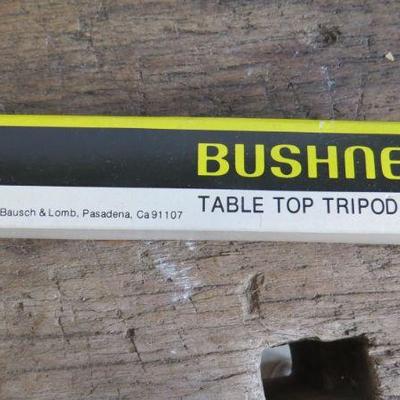 BUSHNE
Bausch & Lomb, Pasadena, Ca 91107 TABLE TOP TRIPOD